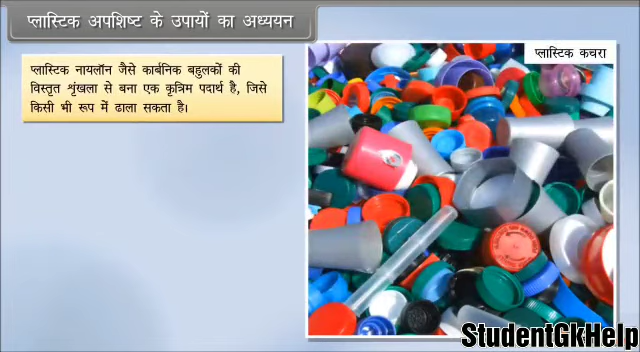 प्लास्टिक अपशिष्ट के उपायों का अध्ययन
प्लास्टिक नायलॉन जैसे कार्बनिक बहुलकों की
विस्तृत शृंखला से बना एक कृत्रिम पदार्थ है, जिसे
किसी भी रूप में ढाला सकता है।
प्लास्टिक कचरा
StudentGkHelp